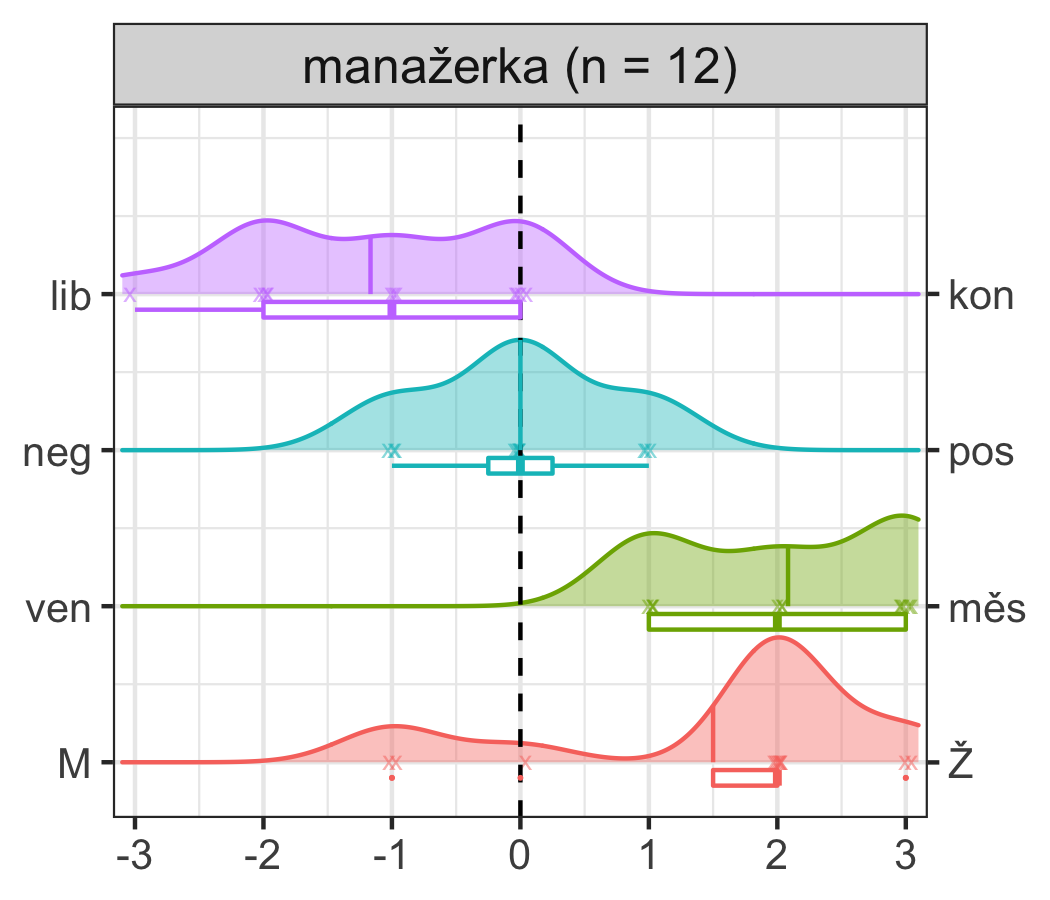 manažerka (n = 12)
lib kon
neg pos
ven měs
M Ž
-3 -2 -1 0 1 2 3